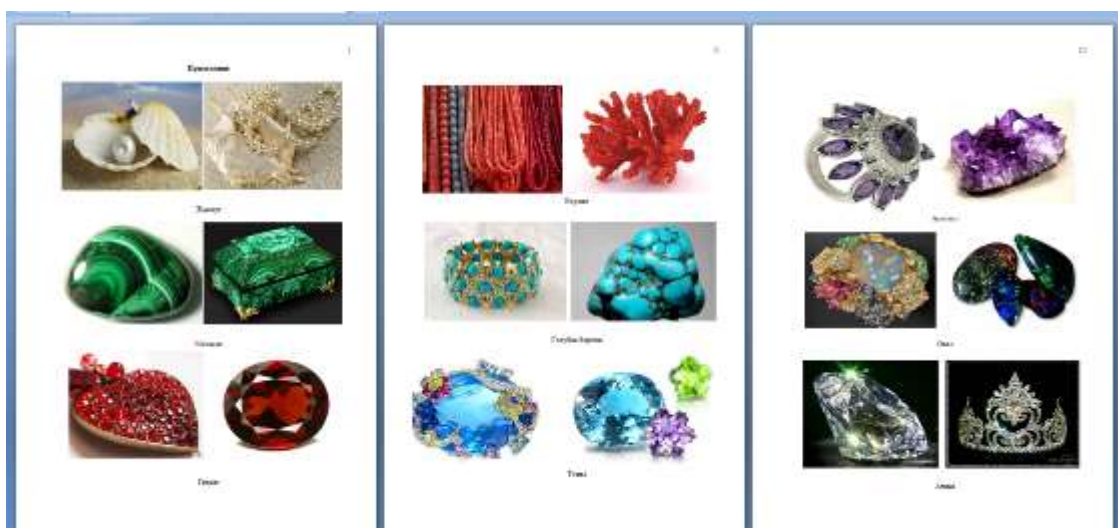 Приложение
Жемчуг
Малахит
Гранат
Коралл
Голубая бирюза
Топаз
Аметист
Опал
Алмаз